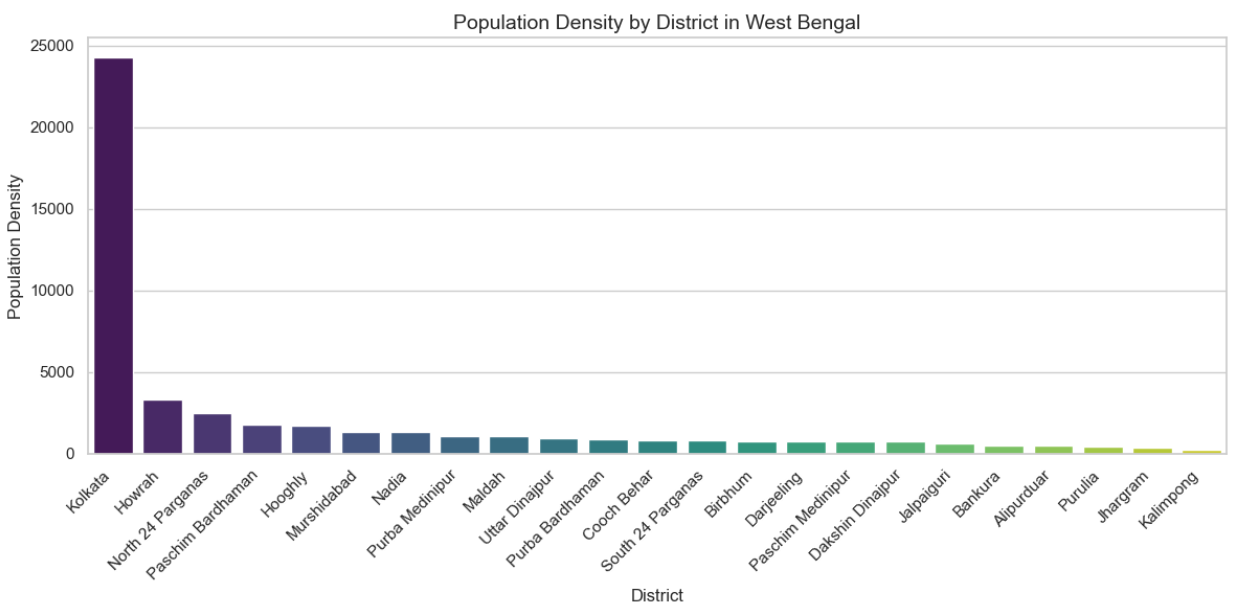 Population Density by District in West Bengal
25000
20000
15000
10000
5000
0
Population Density
Kolkata
Howrah
North 24 Parganas
Paschim Bardhaman
Hooghly
Murshidabad
Nadia
Purba Medinipur
Maldah
Uttar Dinajpur
Purba Bardhaman
Cooch Behar
South 24 Parganas
Birbhum
Darjeeling
Paschim Medinipur
Dakshin Dinajpur
Jalpaiguri
Bankura
Alipurduar
Purulia
Jhargram
Kalimpong
District